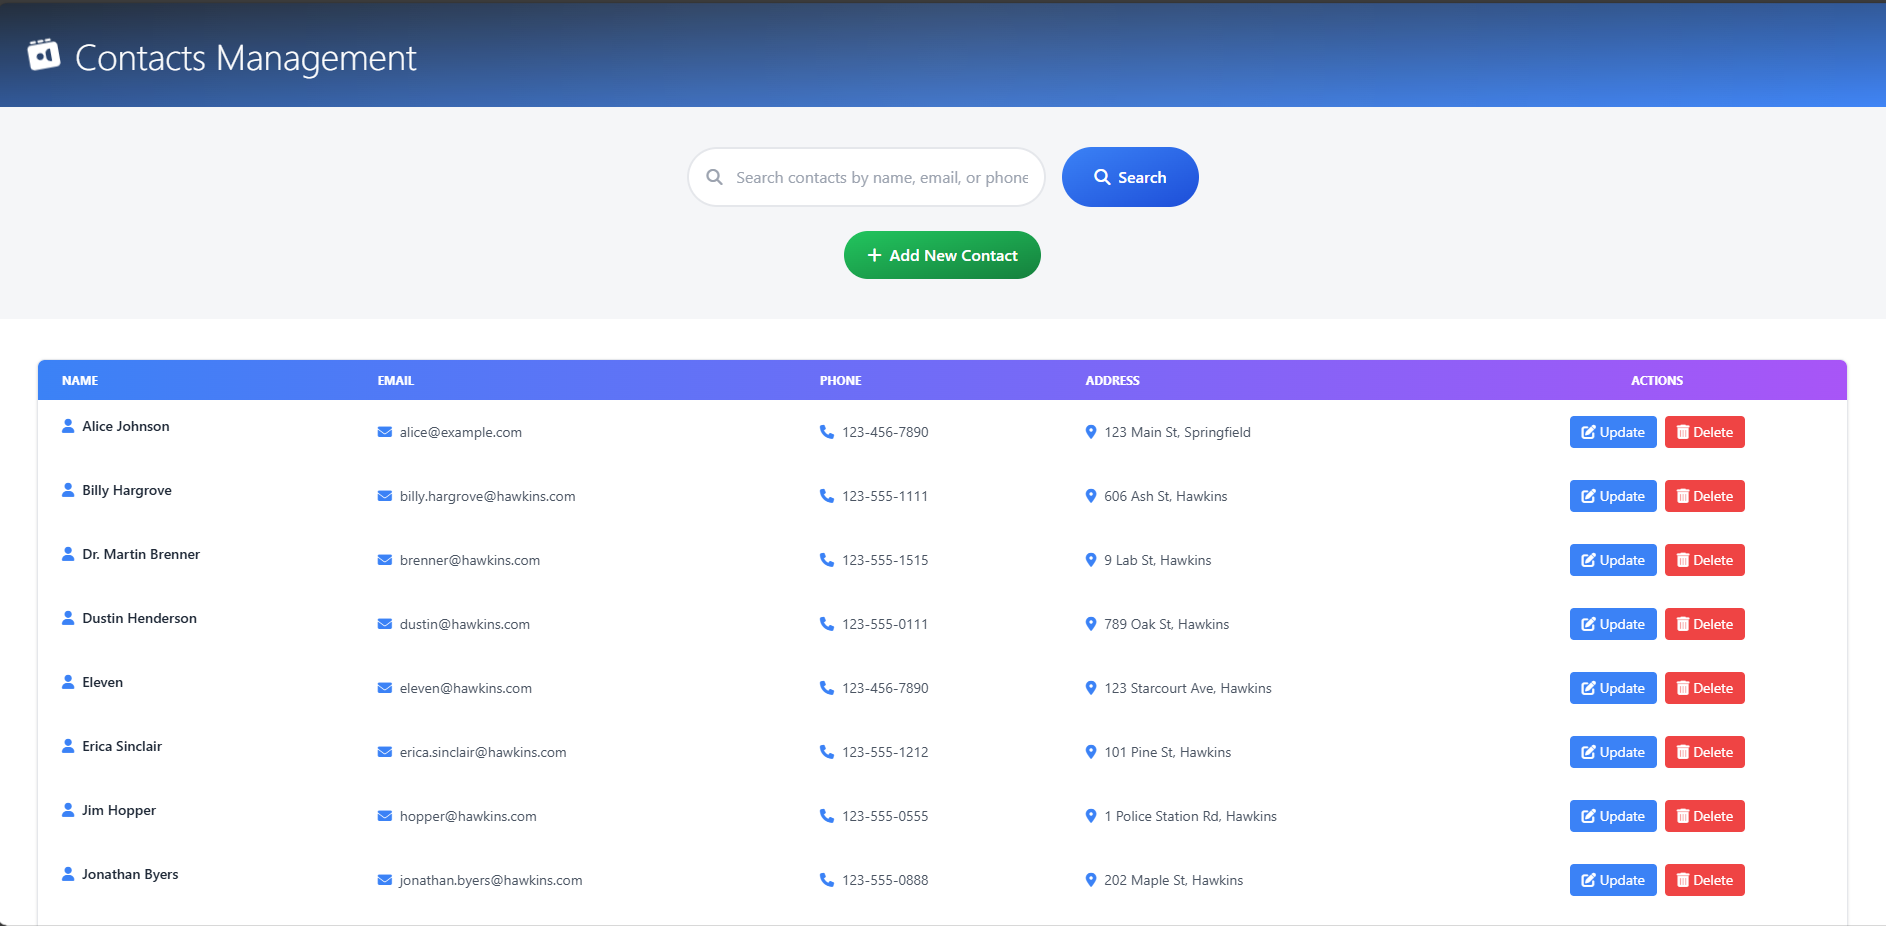 Contacts Management
Search contacts by name, email, or phone
Search
Add New Contact
NAME EMAIL PHONE ADDRESS ACTIONS
Alice Johnson alice@example.com 123-456-7890 123 Main St, Springfield Update Delete
Billy Hargrove billy.hargrove@hawkins.com 123-555-1111 606 Ash St, Hawkins Update Delete
Dr. Martin Brenner brenner@hawkins.com 123-555-1515 9 Lab St, Hawkins Update Delete
Dustin Henderson dustin@hawkins.com 123-555-0111 789 Oak St, Hawkins Update Delete
Eleven eleven@hawkins.com 123-456-7890 123 Starcourt Ave, Hawkins Update Delete
Erica Sinclair erica.sinclair@hawkins.com 123-555-1212 101 Pine St, Hawkins Update Delete
Jim Hopper hopper@hawkins.com 123-555-0555 1 Police Station Rd, Hawkins Update Delete
Jonathan Byers jonathan.byers@hawkins.com 123-555-0888 202 Maple St, Hawkins Update Delete